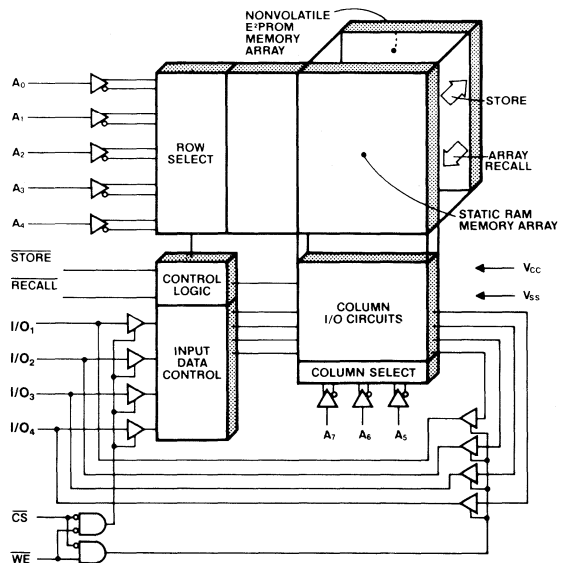 NONVOLATILE
E²PROM
MEMORY
ARRAY
A₀
A₁
A₂
A₃
A₄
ROW
SELECT
STORE
ARRAY
RECALL
STATIC RAM
MEMORY ARRAY
STORE
RECALL
CONTROL
LOGIC
COLUMN
I/O CIRCUITS
VCC
VSS
I/O₁
I/O₂
I/O₃
I/O₄
INPUT
DATA
CONTROL
COLUMN SELECT
A₇ A₆ A₅
CS
WE